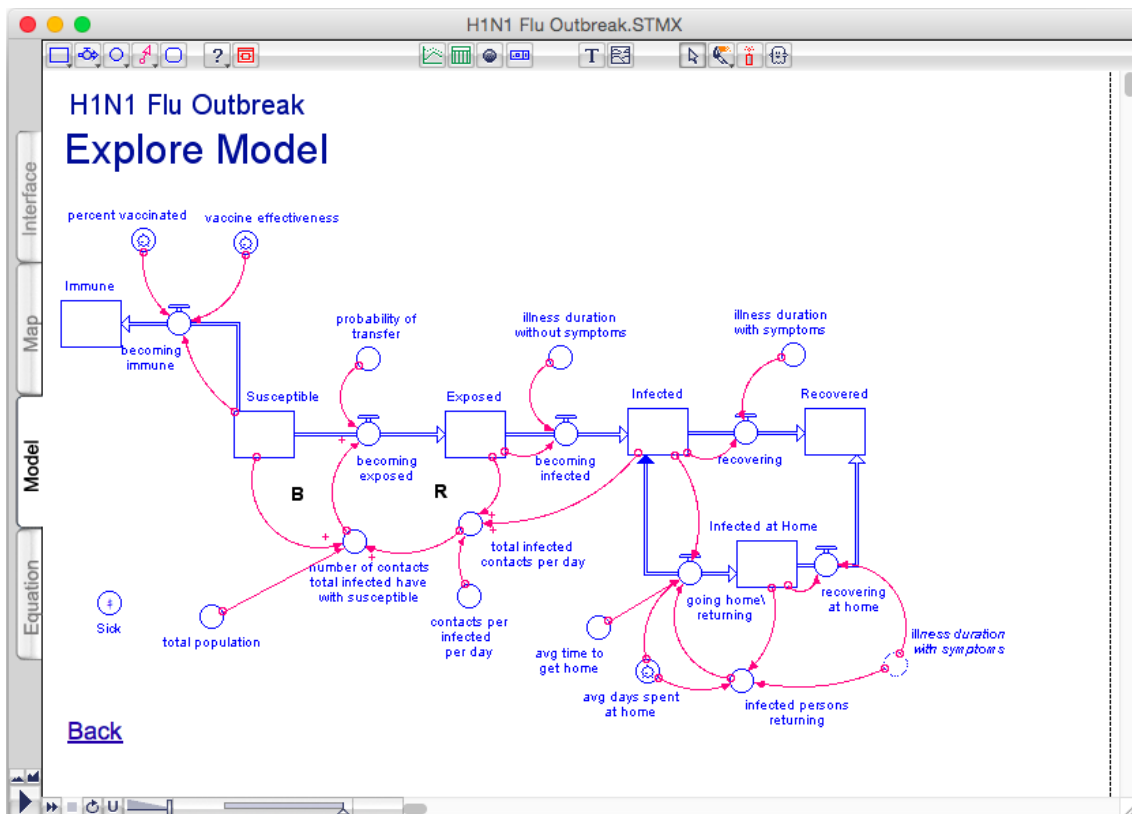 H1N1 Flu Outbreak.STMX
?
T
H1N1 Flu Outbreak
Explore Model
Interface
Map
Model
Equation
percent vaccinated
vaccine effectiveness
Immune
becoming
immune
probability of
transfer
illness duration
without symptoms
illness duration
with symptoms
Susceptible
Exposed
Infected
Recovered
+
becoming
exposed
becoming
infected
recovering
B
R
+
+
+
+
number of contacts
total infected have
with susceptible
total infected
contacts per day
Infected at Home
going home\
returning
recovering
at home
Sick
total population
contacts per
infected
per day
avg time to
get home
avg days spent
at home
infected persons
returning
illness duration
with symptoms
Back
U